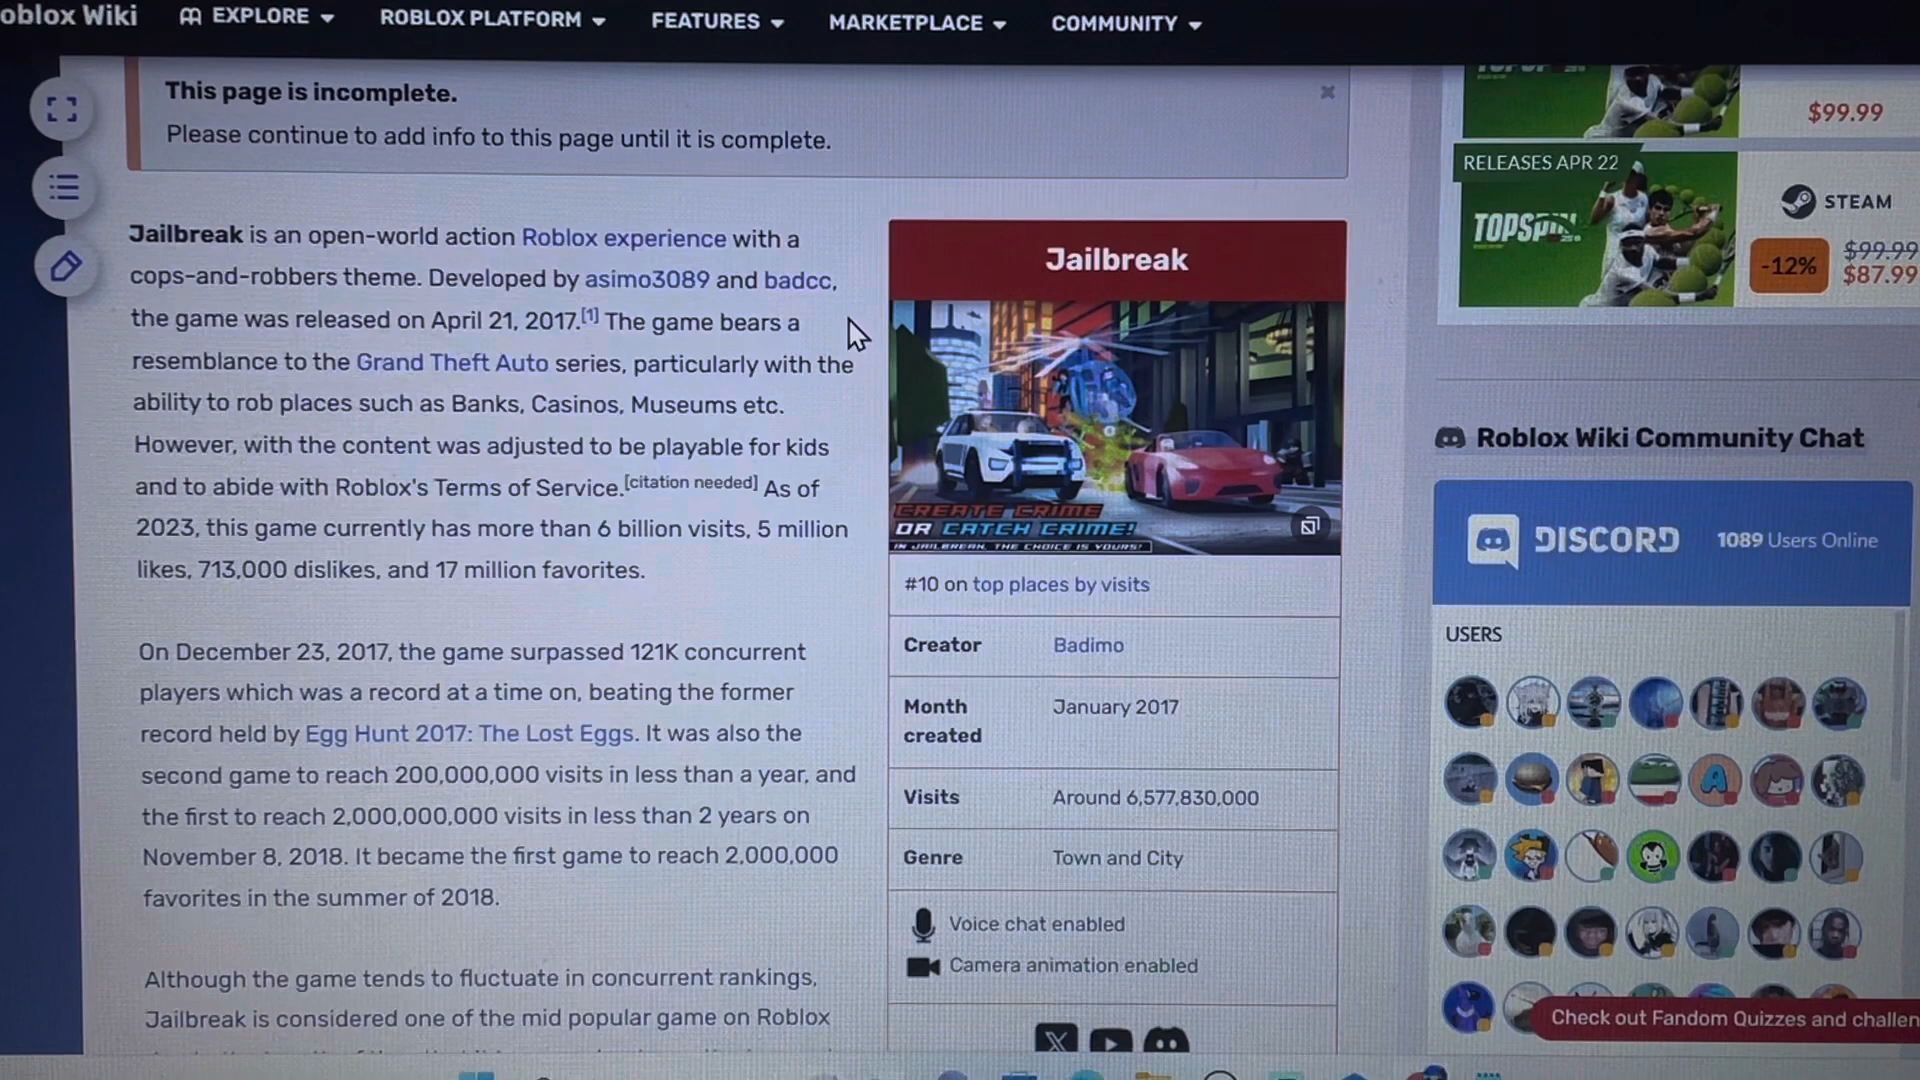 oblox Wiki
EXPLORE
ROBLOX PLATFORM
FEATURES
MARKETPLACE
COMMUNITY
This page is incomplete.
Please continue to add info to this page until it is complete.
Jailbreak is an open-world action Roblox experience with a
cops-and-robbers theme. Developed by asimo3089 and badcc,
the game was released on April 21, 2017.[1] The game bears a
resemblance to the Grand Theft Auto series, particularly with the
ability to rob places such as Banks, Casinos, Museums etc.
However, with the content was adjusted to be playable for kids
and to abide with Roblox's Terms of Service.[citation needed] As of
2023, this game currently has more than 6 billion visits, 5 million
likes, 713,000 dislikes, and 17 million favorites.
On December 23, 2017, the game surpassed 121K concurrent
players which was a record at a time on, beating the former
record held by Egg Hunt 2017: The Lost Eggs. It was also the
second game to reach 200,000,000 visits in less than a year, and
the first to reach 2,000,000,000 visits in less than 2 years on
November 8, 2018. It became the first game to reach 2,000,000
favorites in the summer of 2018.
Although the game tends to fluctuate in concurrent rankings,
Jailbreak is considered one of the mid popular game on Roblox
Jailbreak
CREATE CRIME
OR CATCH CRIME!
IN JAILBREAK, THE CHOICE IS YOURS!
#10 on top places by visits
Creator Badimo
Month created January 2017
Visits Around 6,577,830,000
Genre Town and City
Voice chat enabled
Camera animation enabled
$99.99
RELEASES APR 22
TOPSPIN
STEAM
-12%
$99.99
$87.99
Roblox Wiki Community Chat
DISCORD
1089 Users Online
USERS
A
Check out Fandom Quizzes and challen